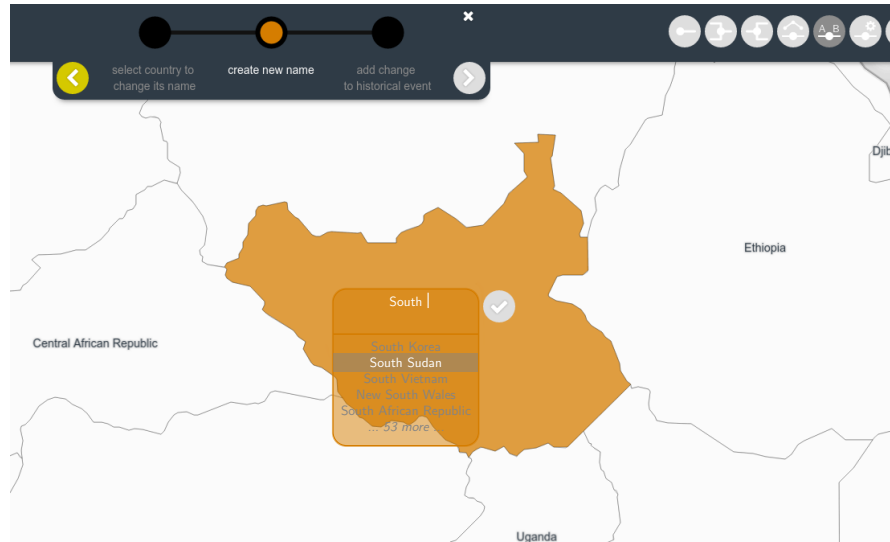 select country to
change its name
create new name
add change
to historical event
A B
Djib
Ethiopia
South
South Korea
South Sudan
South Vietnam
New South Wales
South African Republic
... 53 more ...
Central African Republic
Uganda